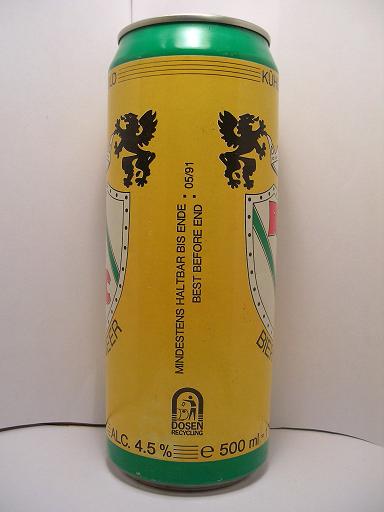 MINDESTENS HALTBAR BIS ENDE : 05/91
BEST BEFORE END :
DOSEN
RECYCLING
ALC. 4.5 %
e 500 ml